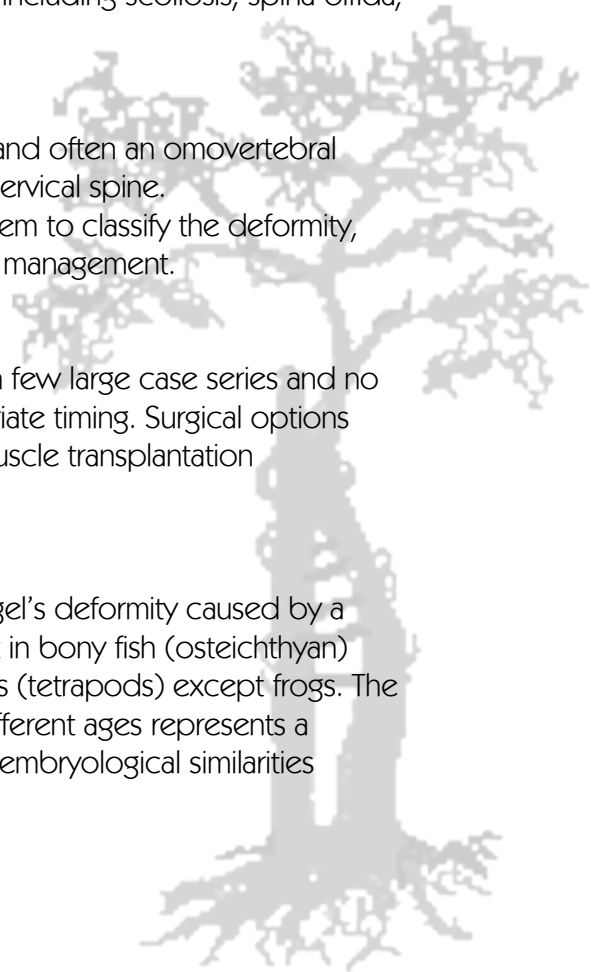 including scoliosis, spina bifida,
and often an omovertebral
ervical spine.
em to classify the deformity,
management.
few large case series and no
riate timing. Surgical options
uscle transplantation
gel's deformity caused by a
in bony fish (osteichthyan)
s (tetrapods) except frogs. The
fferent ages represents a
embryological similarities